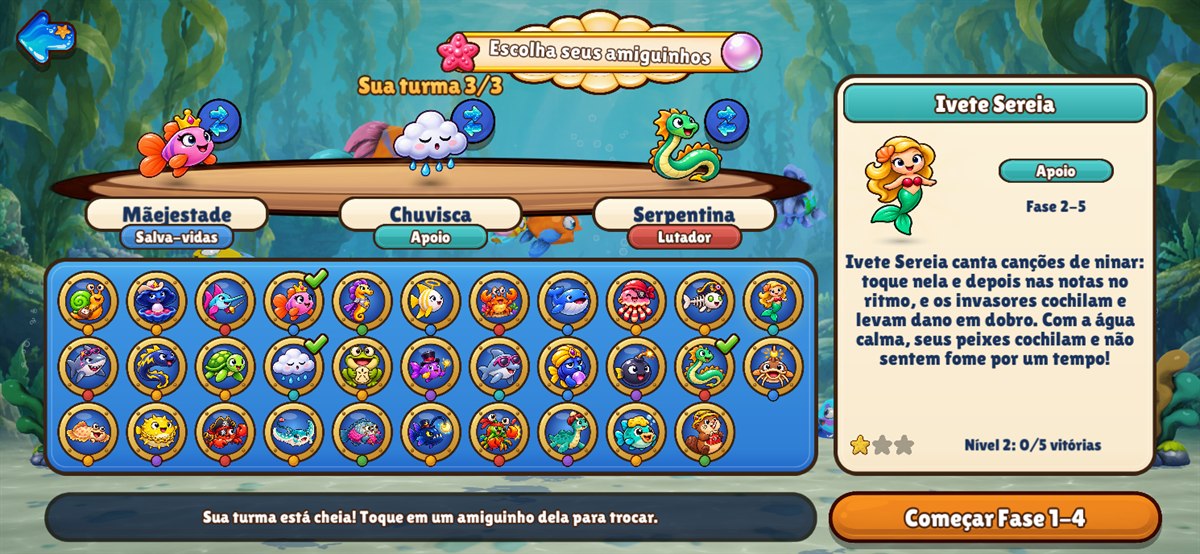 Escolha seus amiguinhos
Sua turma 3/3
Mãejestade
Salva-vidas
Chuvisca
Apoio
Serpentina
Lutador
Sua turma está cheia! Toque em um amiguinho dela para trocar.
Ivete Sereia
Apoio
Fase 2-5
Ivete Sereia canta canções de ninar:
toque nela e depois nas notas no
ritmo, e os invasores cochilam e
levam dano em dobro. Com a água
calma, seus peixes cochilam e não
sentem fome por um tempo!
Nível 2: 0/5 vitórias
Começar Fase 1-4